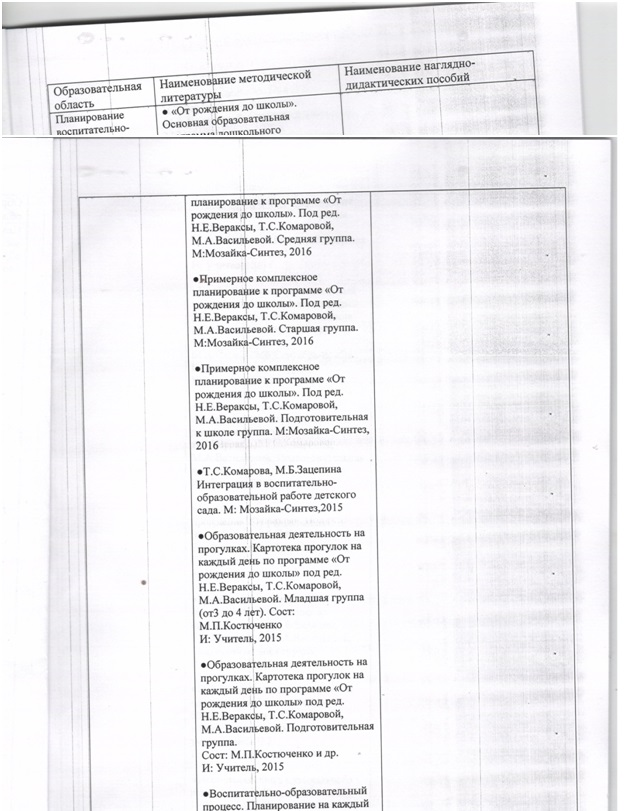 Образовательная область
Наименование методической литературы
Наименование наглядно-дидактических пособий
Планирование
воспитательно-
● «От рождения до школы».
Основная образовательная
дошкольного
планирование к программе «От
рождения до школы». Под ред.
Н.Е.Вераксы, Т.С.Комаровой,
М.А.Васильевой. Средняя группа.
М:Мозайка-Синтез, 2016
●Примерное комплексное
планирование к программе «От
рождения до школы». Под ред.
Н.Е.Вераксы, Т.С.Комаровой,
М.А.Васильевой. Старшая группа.
М:Мозайка-Синтез, 2016
●Примерное комплексное
планирование к программе «От
рождения до школы». Под ред.
Н.Е.Вераксы, Т.С.Комаровой,
М.А.Васильевой. Подготовительная
к школе группа. М:Мозайка-Синтез,
2016
●Т.С.Комарова, М.Б.Зацепина
Интеграция в воспитательно-
образовательной работе детского
сада. М: Мозайка-Синтез,2015
●Образовательная деятельность на
прогулках. Картотека прогулок на
каждый день по программе «От
рождения до школы» под ред.
Н.Е.Вераксы, Т.С.Комаровой,
М.А.Васильевой. Младшая группа
(от3 до 4 лет). Сост:
М.П.Костюченко
И: Учитель, 2015
●Образовательная деятельность на
прогулках. Картотека прогулок на
каждый день по программе «От
рождения до школы» под ред.
Н.Е.Вераксы, Т.С.Комаровой,
М.А.Васильевой. Подготовительная
группа.
Сост: М.П.Костюченко и др.
И: Учитель, 2015
●Воспитательно-образовательный
процесс. Планирование на каждый